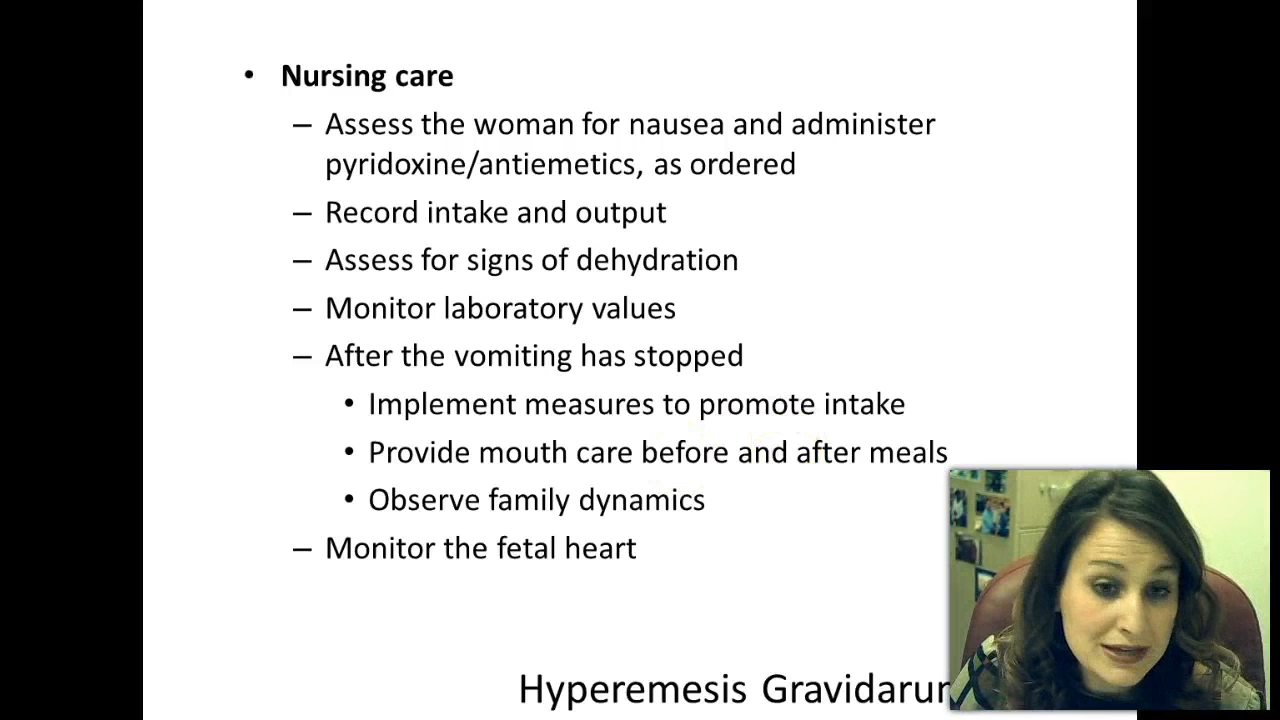 • Nursing care
– Assess the woman for nausea and administer
pyridoxine/antiemetics, as ordered
– Record intake and output
– Assess for signs of dehydration
– Monitor laboratory values
– After the vomiting has stopped
• Implement measures to promote intake
• Provide mouth care before and after meals
• Observe family dynamics
– Monitor the fetal heart
Hyperemesis Gravidarum